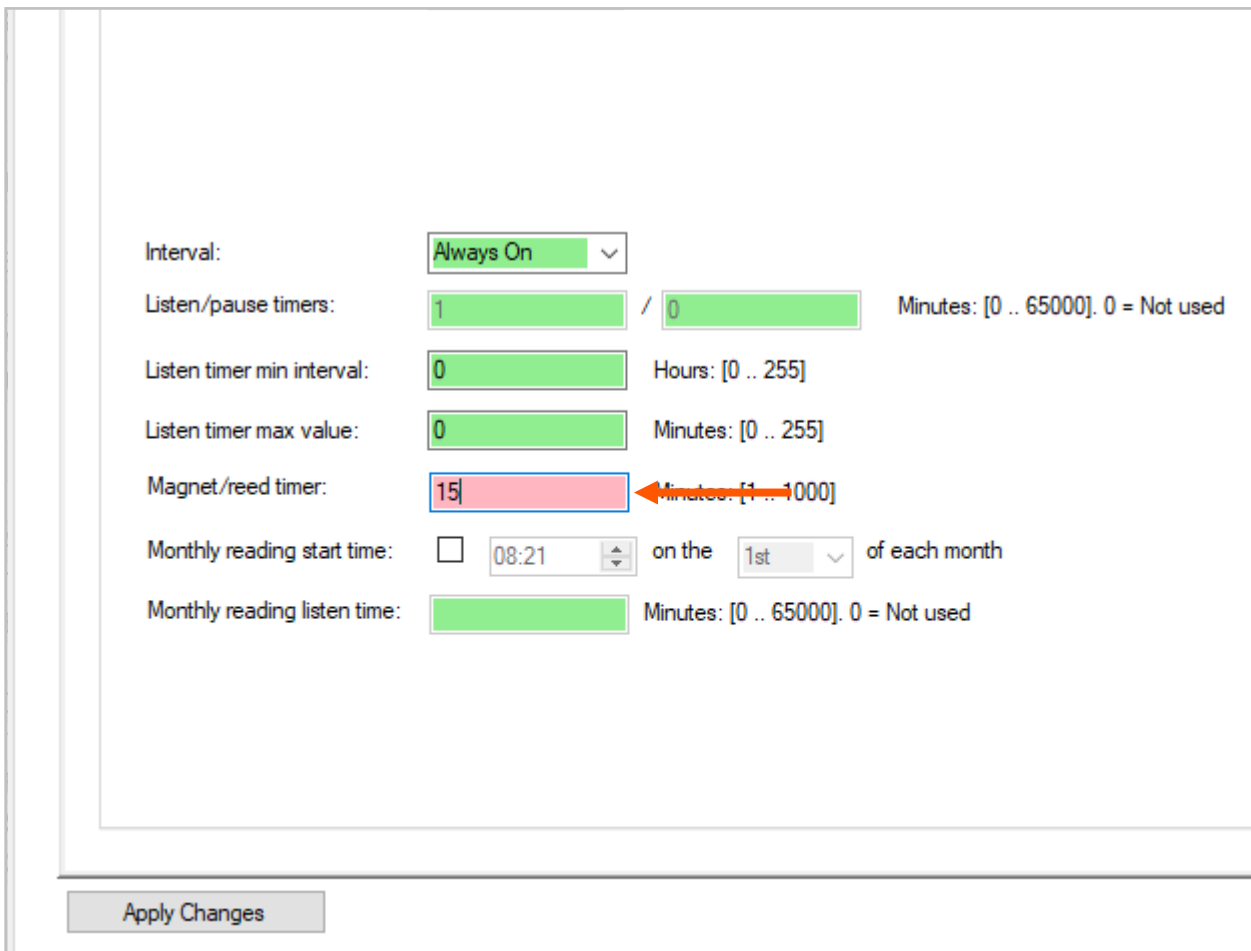 Interval: Always On
Listen/pause timers: 1 / 0 Minutes: [0 .. 65000]. 0 = Not used
Listen timer min interval: 0 Hours: [0 .. 255]
Listen timer max value: 0 Minutes: [0 .. 255]
Magnet/reed timer: 15 Minutes: [1 .. 1000]
Monthly reading start time: 08:21 on the 1st of each month
Monthly reading listen time: Minutes: [0 .. 65000]. 0 = Not used
Apply Changes